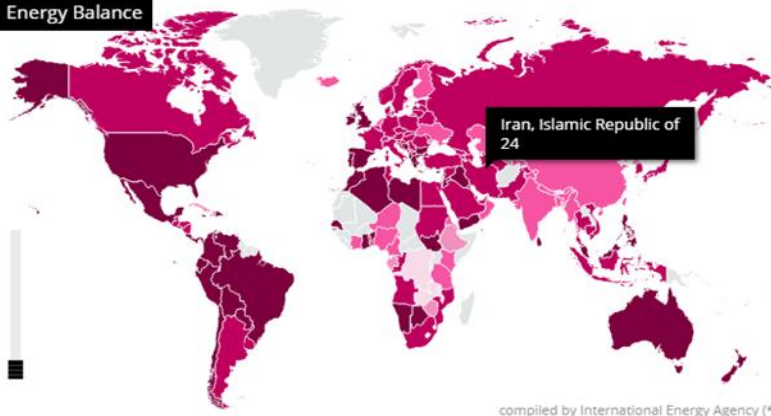 Energy Balance
Iran, Islamic Republic of
24
compiled by International Energy Agency (*